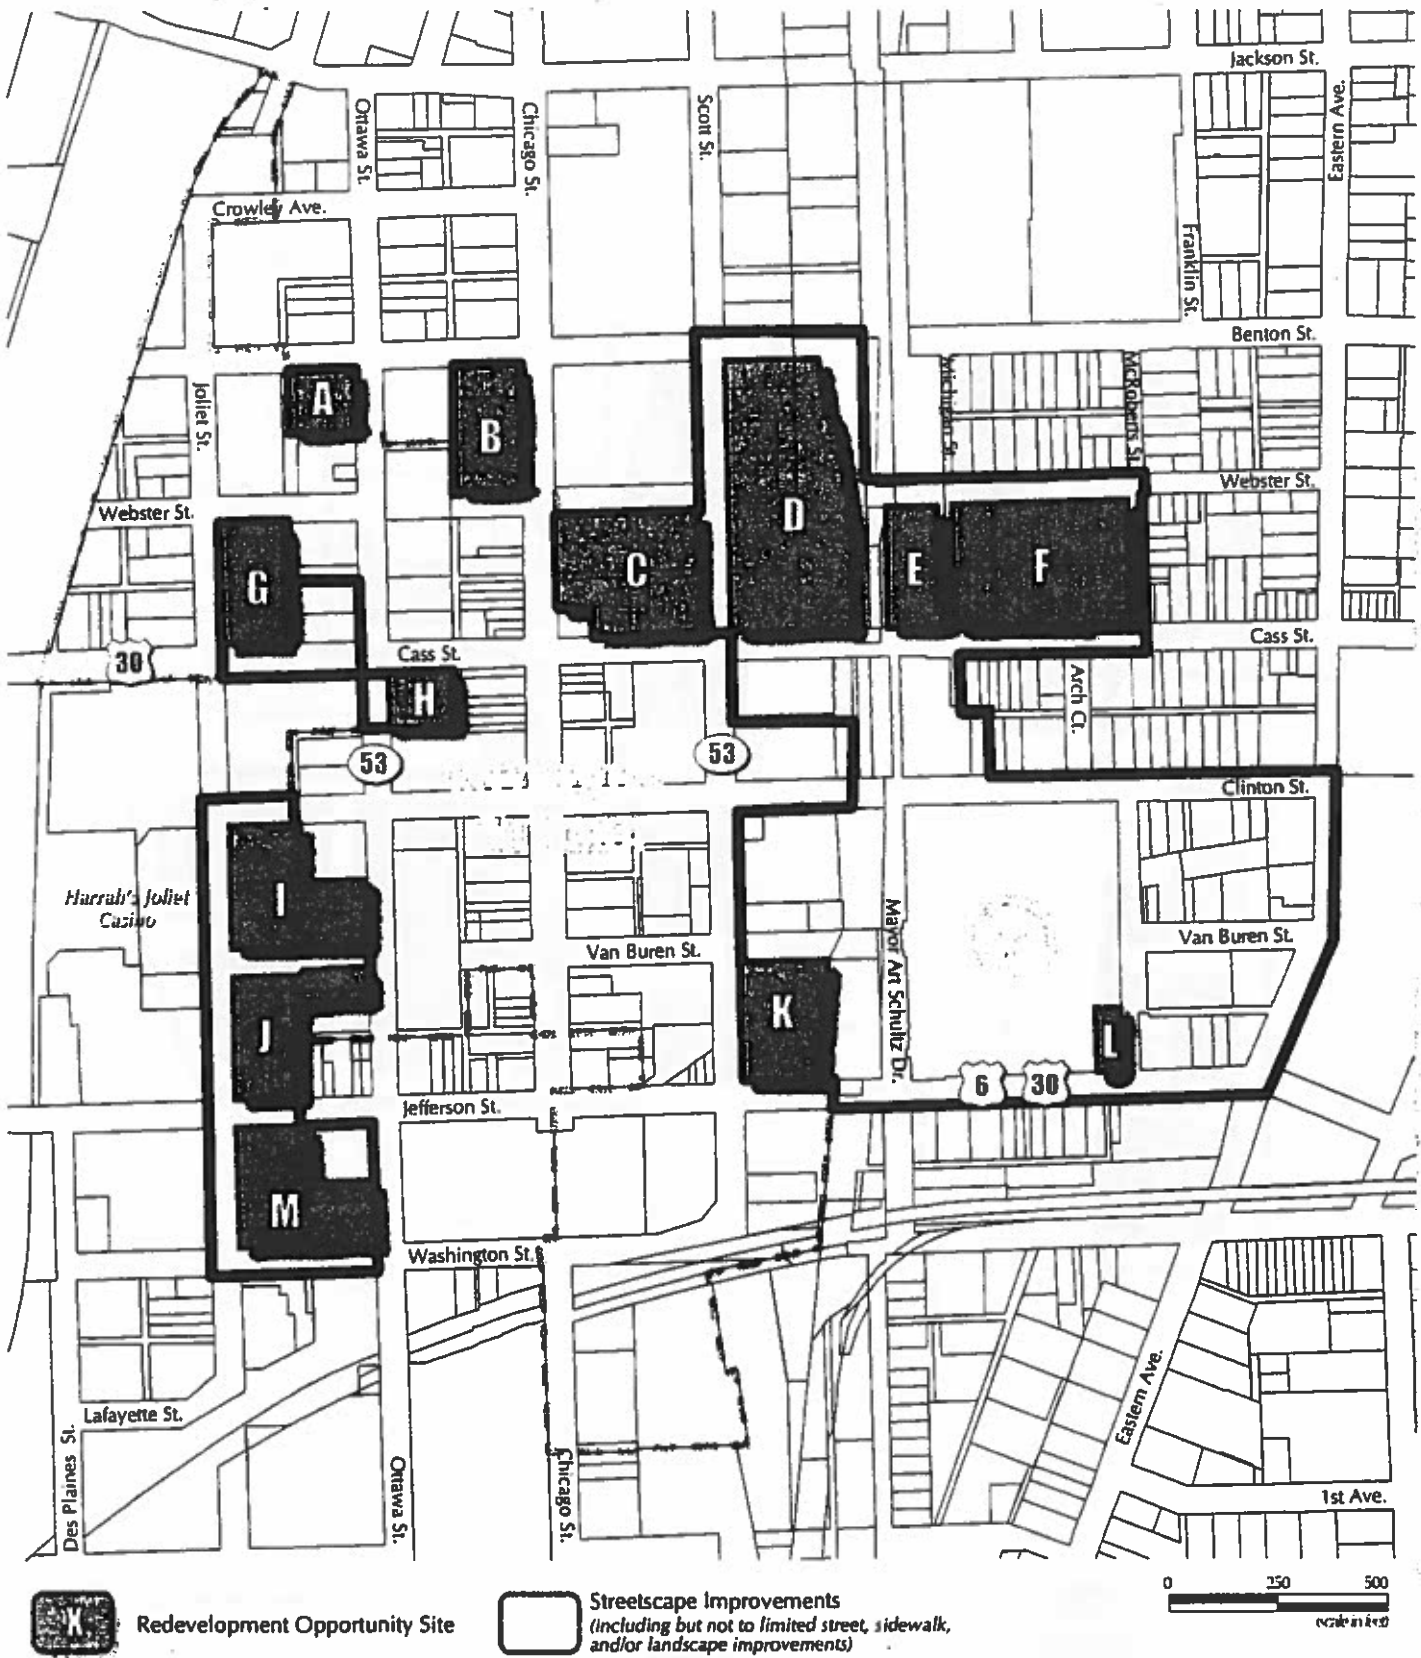 Jackson St.
Ottawa St.
Chicago St.
Scott St.
Eastern Ave.
Crowley Ave.
Franklin St.
Benton St.
Joliet St.
A
B
Michigan St.
McRoberts St.
Webster St.
Webster St.
D
C
E
F
G
Cass St.
Cass St.
30
H
Arch Ct.
53
53
Clinton St.
I
Harrah's Joliet
Casino
Mayor Art Schultz Dr.
Van Buren St.
Van Buren St.
K
J
L
6
30
Jefferson St.
M
Washington St.
Lafayette St.
Des Plaines St.
Ottawa St.
Chicago St.
Eastern Ave.
1st Ave.
X
Redevelopment Opportunity Site
Streetscape Improvements
(including but not to limited street, sidewalk,
and/or landscape improvements)
0 250 500
(scale in feet)